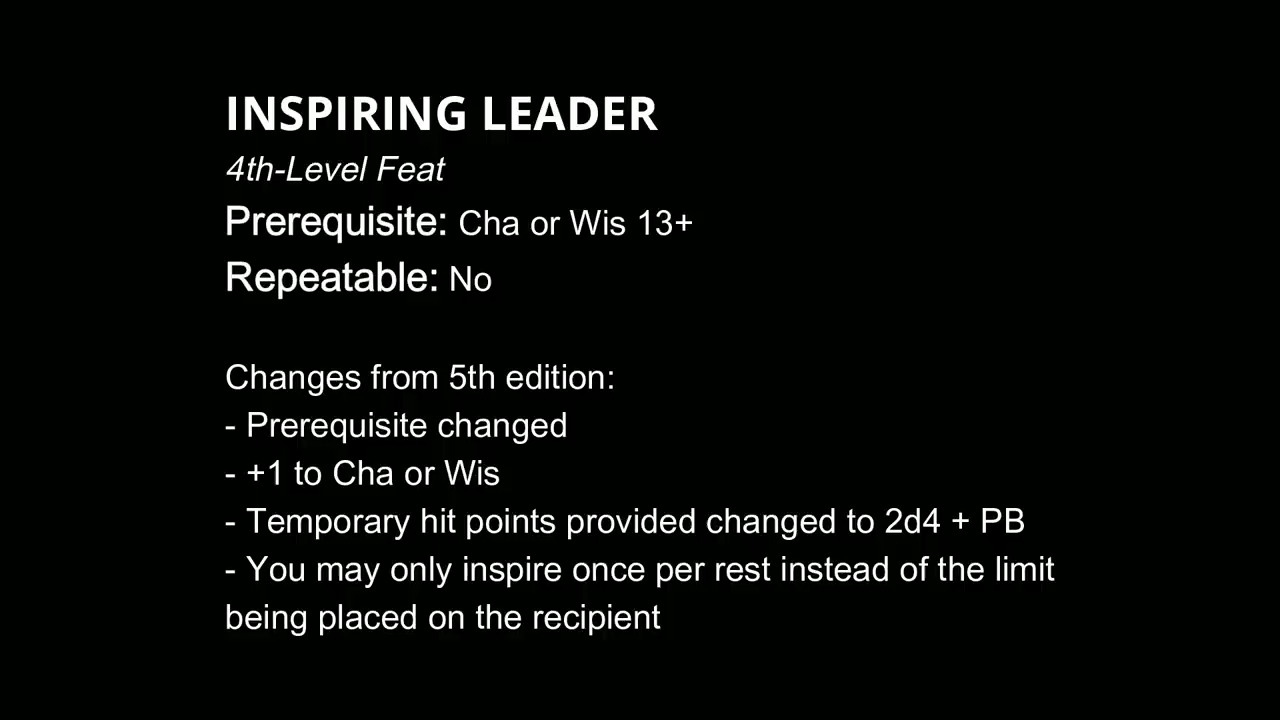 INSPIRING LEADER
4th-Level Feat
Prerequisite: Cha or Wis 13+
Repeatable: No
Changes from 5th edition:
- Prerequisite changed
- +1 to Cha or Wis
- Temporary hit points provided changed to 2d4 + PB
- You may only inspire once per rest instead of the limit
being placed on the recipient